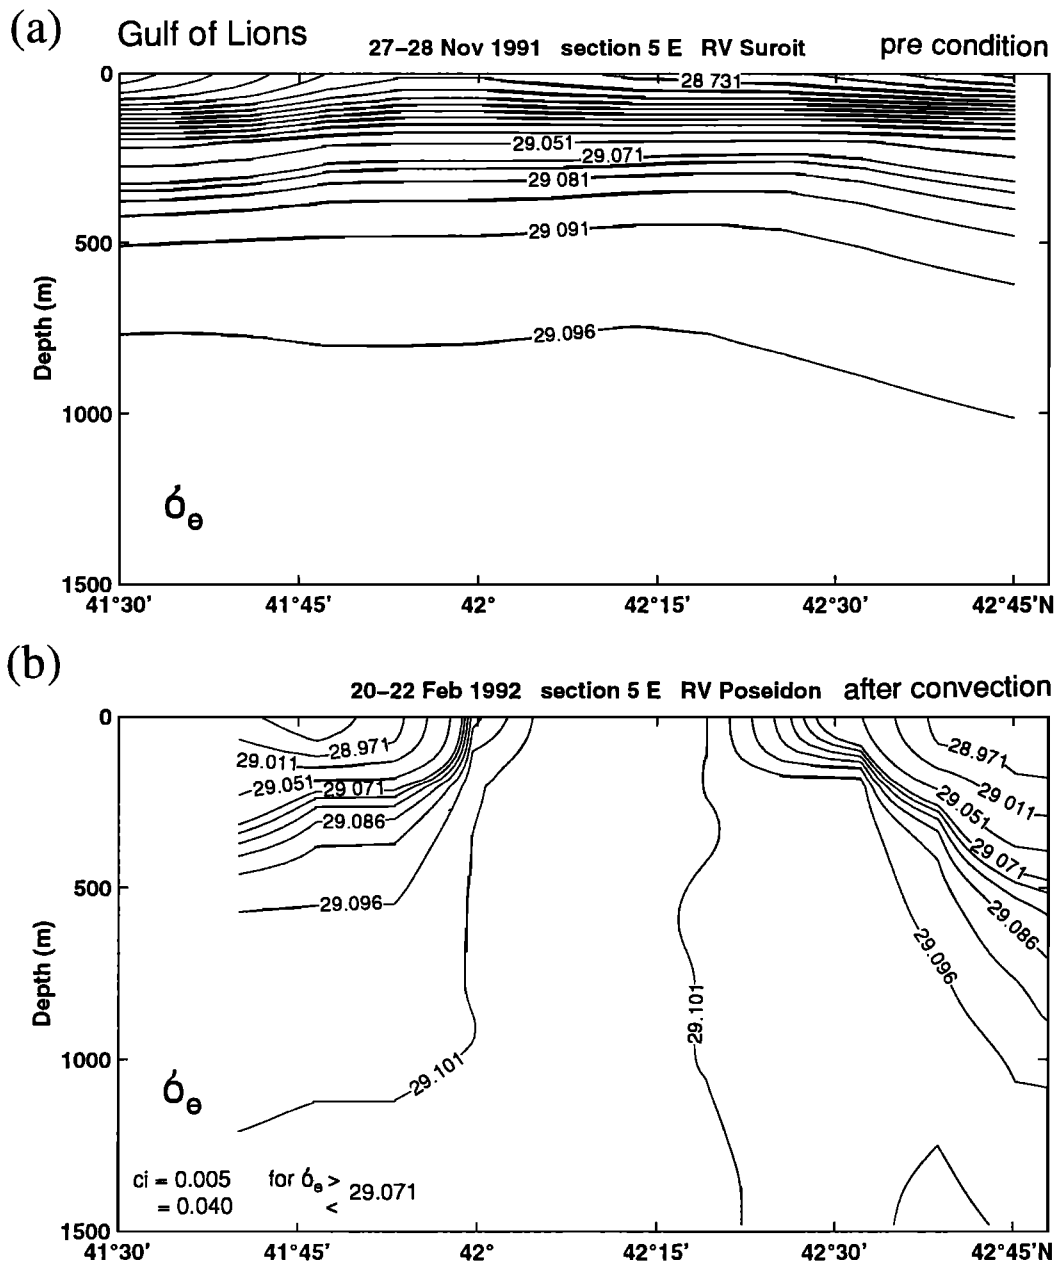 (a)
Gulf of Lions
27–28 Nov 1991 section 5 E RV Suroit
pre condition
0
500
1000
1500
Depth (m)
28 731
29.051
29.071
29 081
29 091
29.096
σ́θ
41°30' 41°45' 42° 42°15' 42°30' 42°45'N
(b)
20–22 Feb 1992 section 5 E RV Poseidon
after convection
0
500
1000
1500
Depth (m)
28.971
29.011
29.051
29 071
29.086
29.096
29.101
29.101
28.971
29 011
29.051
29 071
29.086
29.096
σ́θ
ci = 0.005 for σ́θ > 29.071
= 0.040 <
41°30' 41°45' 42° 42°15' 42°30' 42°45'N